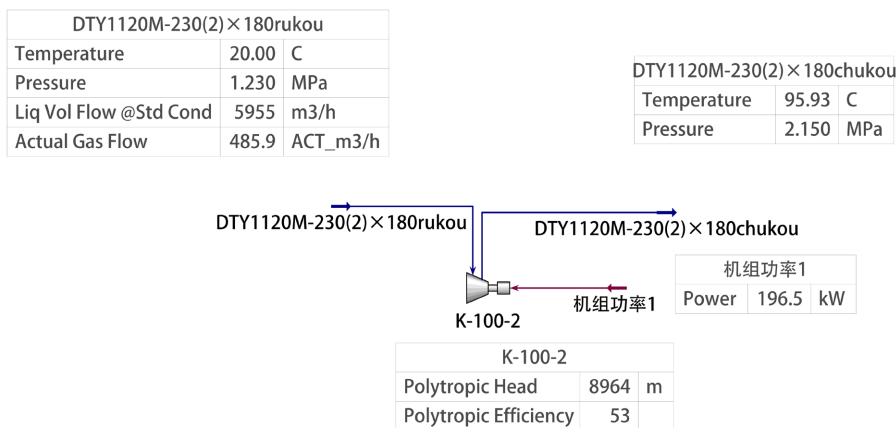 DTY1120M-230(2)×180rukou
Temperature 20.00 C
Pressure 1.230 MPa
Liq Vol Flow @Std Cond 5955 m3/h
Actual Gas Flow 485.9 ACT_m3/h
DTY1120M-230(2)×180chukou
Temperature 95.93 C
Pressure 2.150 MPa
DTY1120M-230(2)×180rukou
DTY1120M-230(2)×180chukou
机组功率1
K-100-2
机组功率1
Power 196.5 kW
K-100-2
Polytropic Head 8964 m
Polytropic Efficiency 53